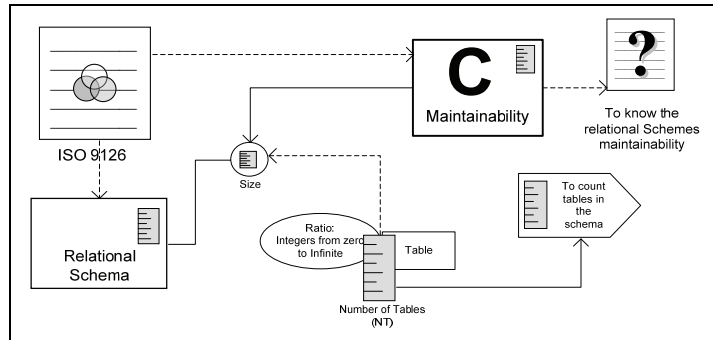 ISO 9126
C
Maintainability
?
To know the
relational Schemes
maintainability
Size
Relational
Schema
Ratio:
Integers from zero
to Infinite
Table
Number of Tables
(NT)
To count
tables in
the
schema